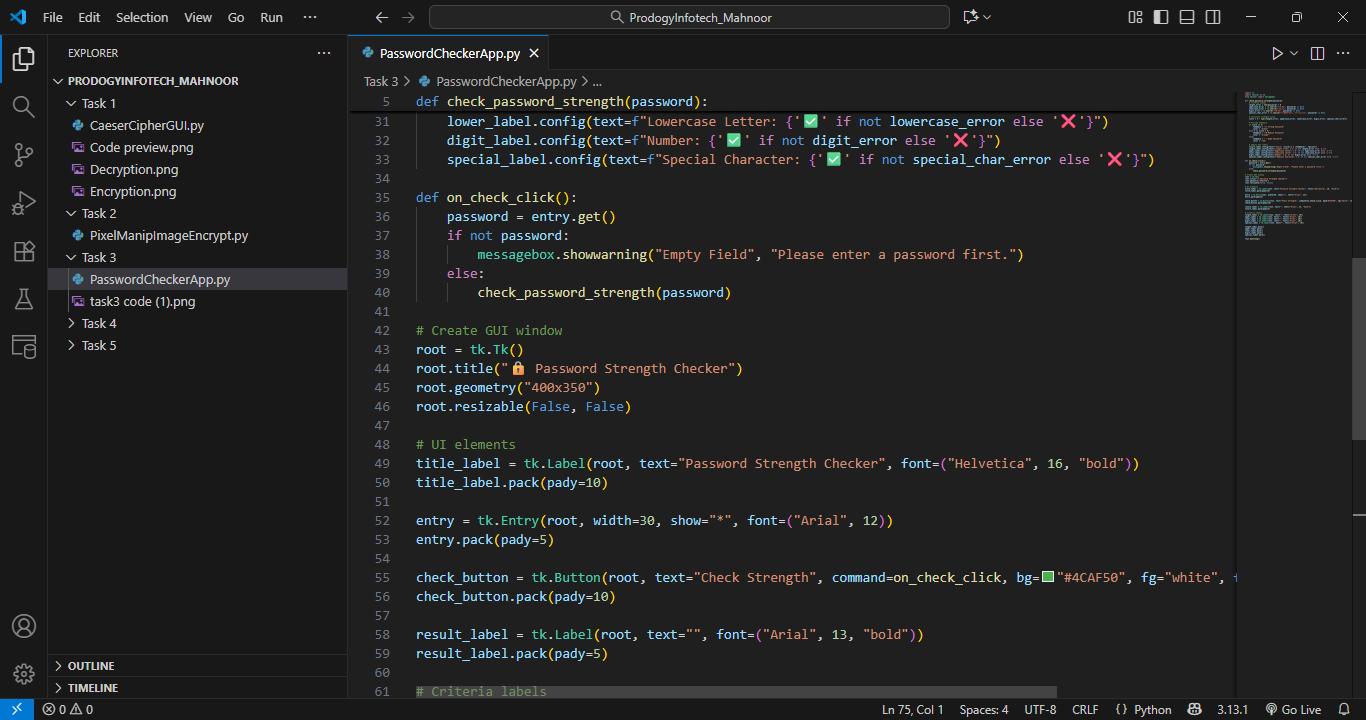 File Edit Selection View Go Run ···
ProdogyInfotech_Mahnoor
EXPLORER ···
PRODOGYINFOTECH_MAHNOOR
Task 1
CaeserCipherGUI.py
Code preview.png
Decryption.png
Encryption.png
Task 2
PixelManipImageEncrypt.py
Task 3
PasswordCheckerApp.py
task3 code (1).png
Task 4
Task 5
OUTLINE
TIMELINE
PasswordCheckerApp.py
Task 3 > PasswordCheckerApp.py > ...
5 def check_password_strength(password):
31 lower_label.config(text=f"Lowercase Letter: {'✅' if not lowercase_error else '❌'}")
32 digit_label.config(text=f"Number: {'✅' if not digit_error else '❌'}")
33 special_label.config(text=f"Special Character: {'✅' if not special_char_error else '❌'}")
34
35 def on_check_click():
36 password = entry.get()
37 if not password:
38 messagebox.showwarning("Empty Field", "Please enter a password first.")
39 else:
40 check_password_strength(password)
41
42 # Create GUI window
43 root = tk.Tk()
44 root.title("🔒 Password Strength Checker")
45 root.geometry("400x350")
46 root.resizable(False, False)
47
48 # UI elements
49 title_label = tk.Label(root, text="Password Strength Checker", font=("Helvetica", 16, "bold"))
50 title_label.pack(pady=10)
51
52 entry = tk.Entry(root, width=30, show="*", font=("Arial", 12))
53 entry.pack(pady=5)
54
55 check_button = tk.Button(root, text="Check Strength", command=on_check_click, bg="#4CAF50", fg="white",
56 check_button.pack(pady=10)
57
58 result_label = tk.Label(root, text="", font=("Arial", 13, "bold"))
59 result_label.pack(pady=5)
60
61 # Criteria labels
0 0 Ln 75, Col 1 Spaces: 4 UTF-8 CRLF {} Python 3.13.1 Go Live